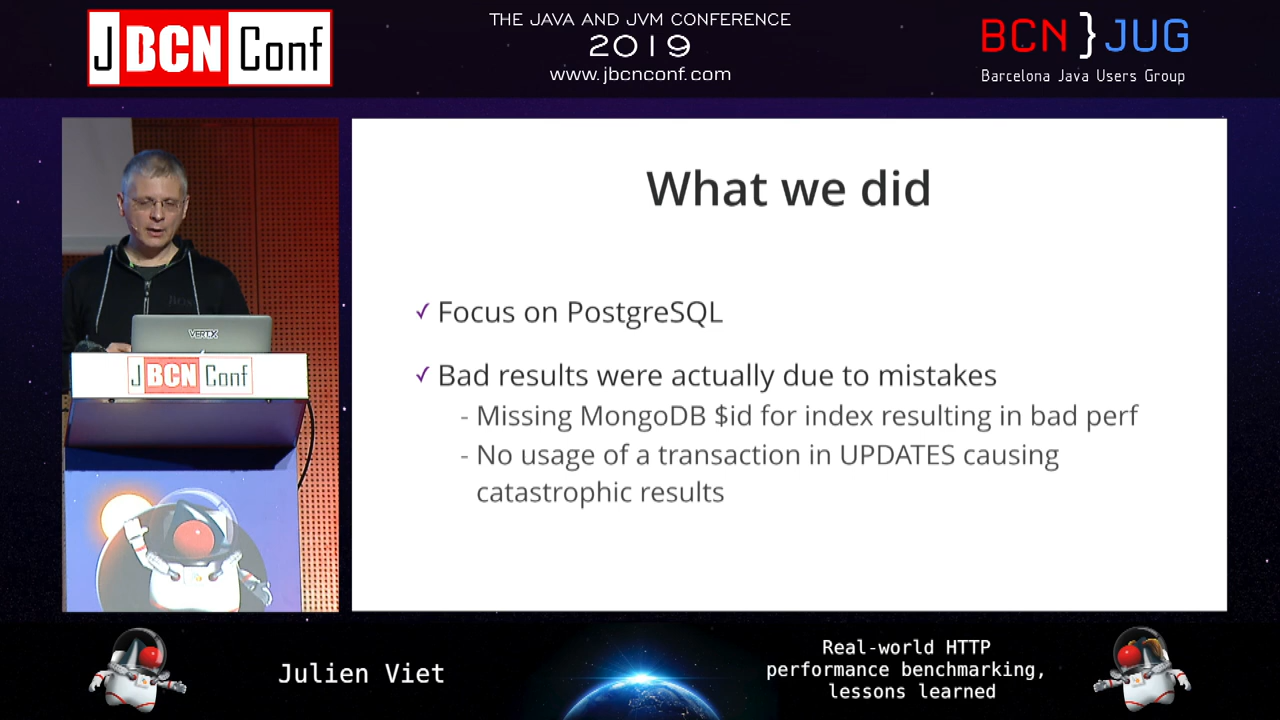 J BCN Conf
THE JAVA AND JVM CONFERENCE
2019
www.jbcnconf.com
BCN}JUG
Barcelona Java Users Group
What we did
✓ Focus on PostgreSQL
✓ Bad results were actually due to mistakes
- Missing MongoDB $id for index resulting in bad perf
- No usage of a transaction in UPDATES causing
catastrophic results
VERT.X
J BCN Conf
Julien Viet
Real-world HTTP
performance benchmarking,
lessons learned